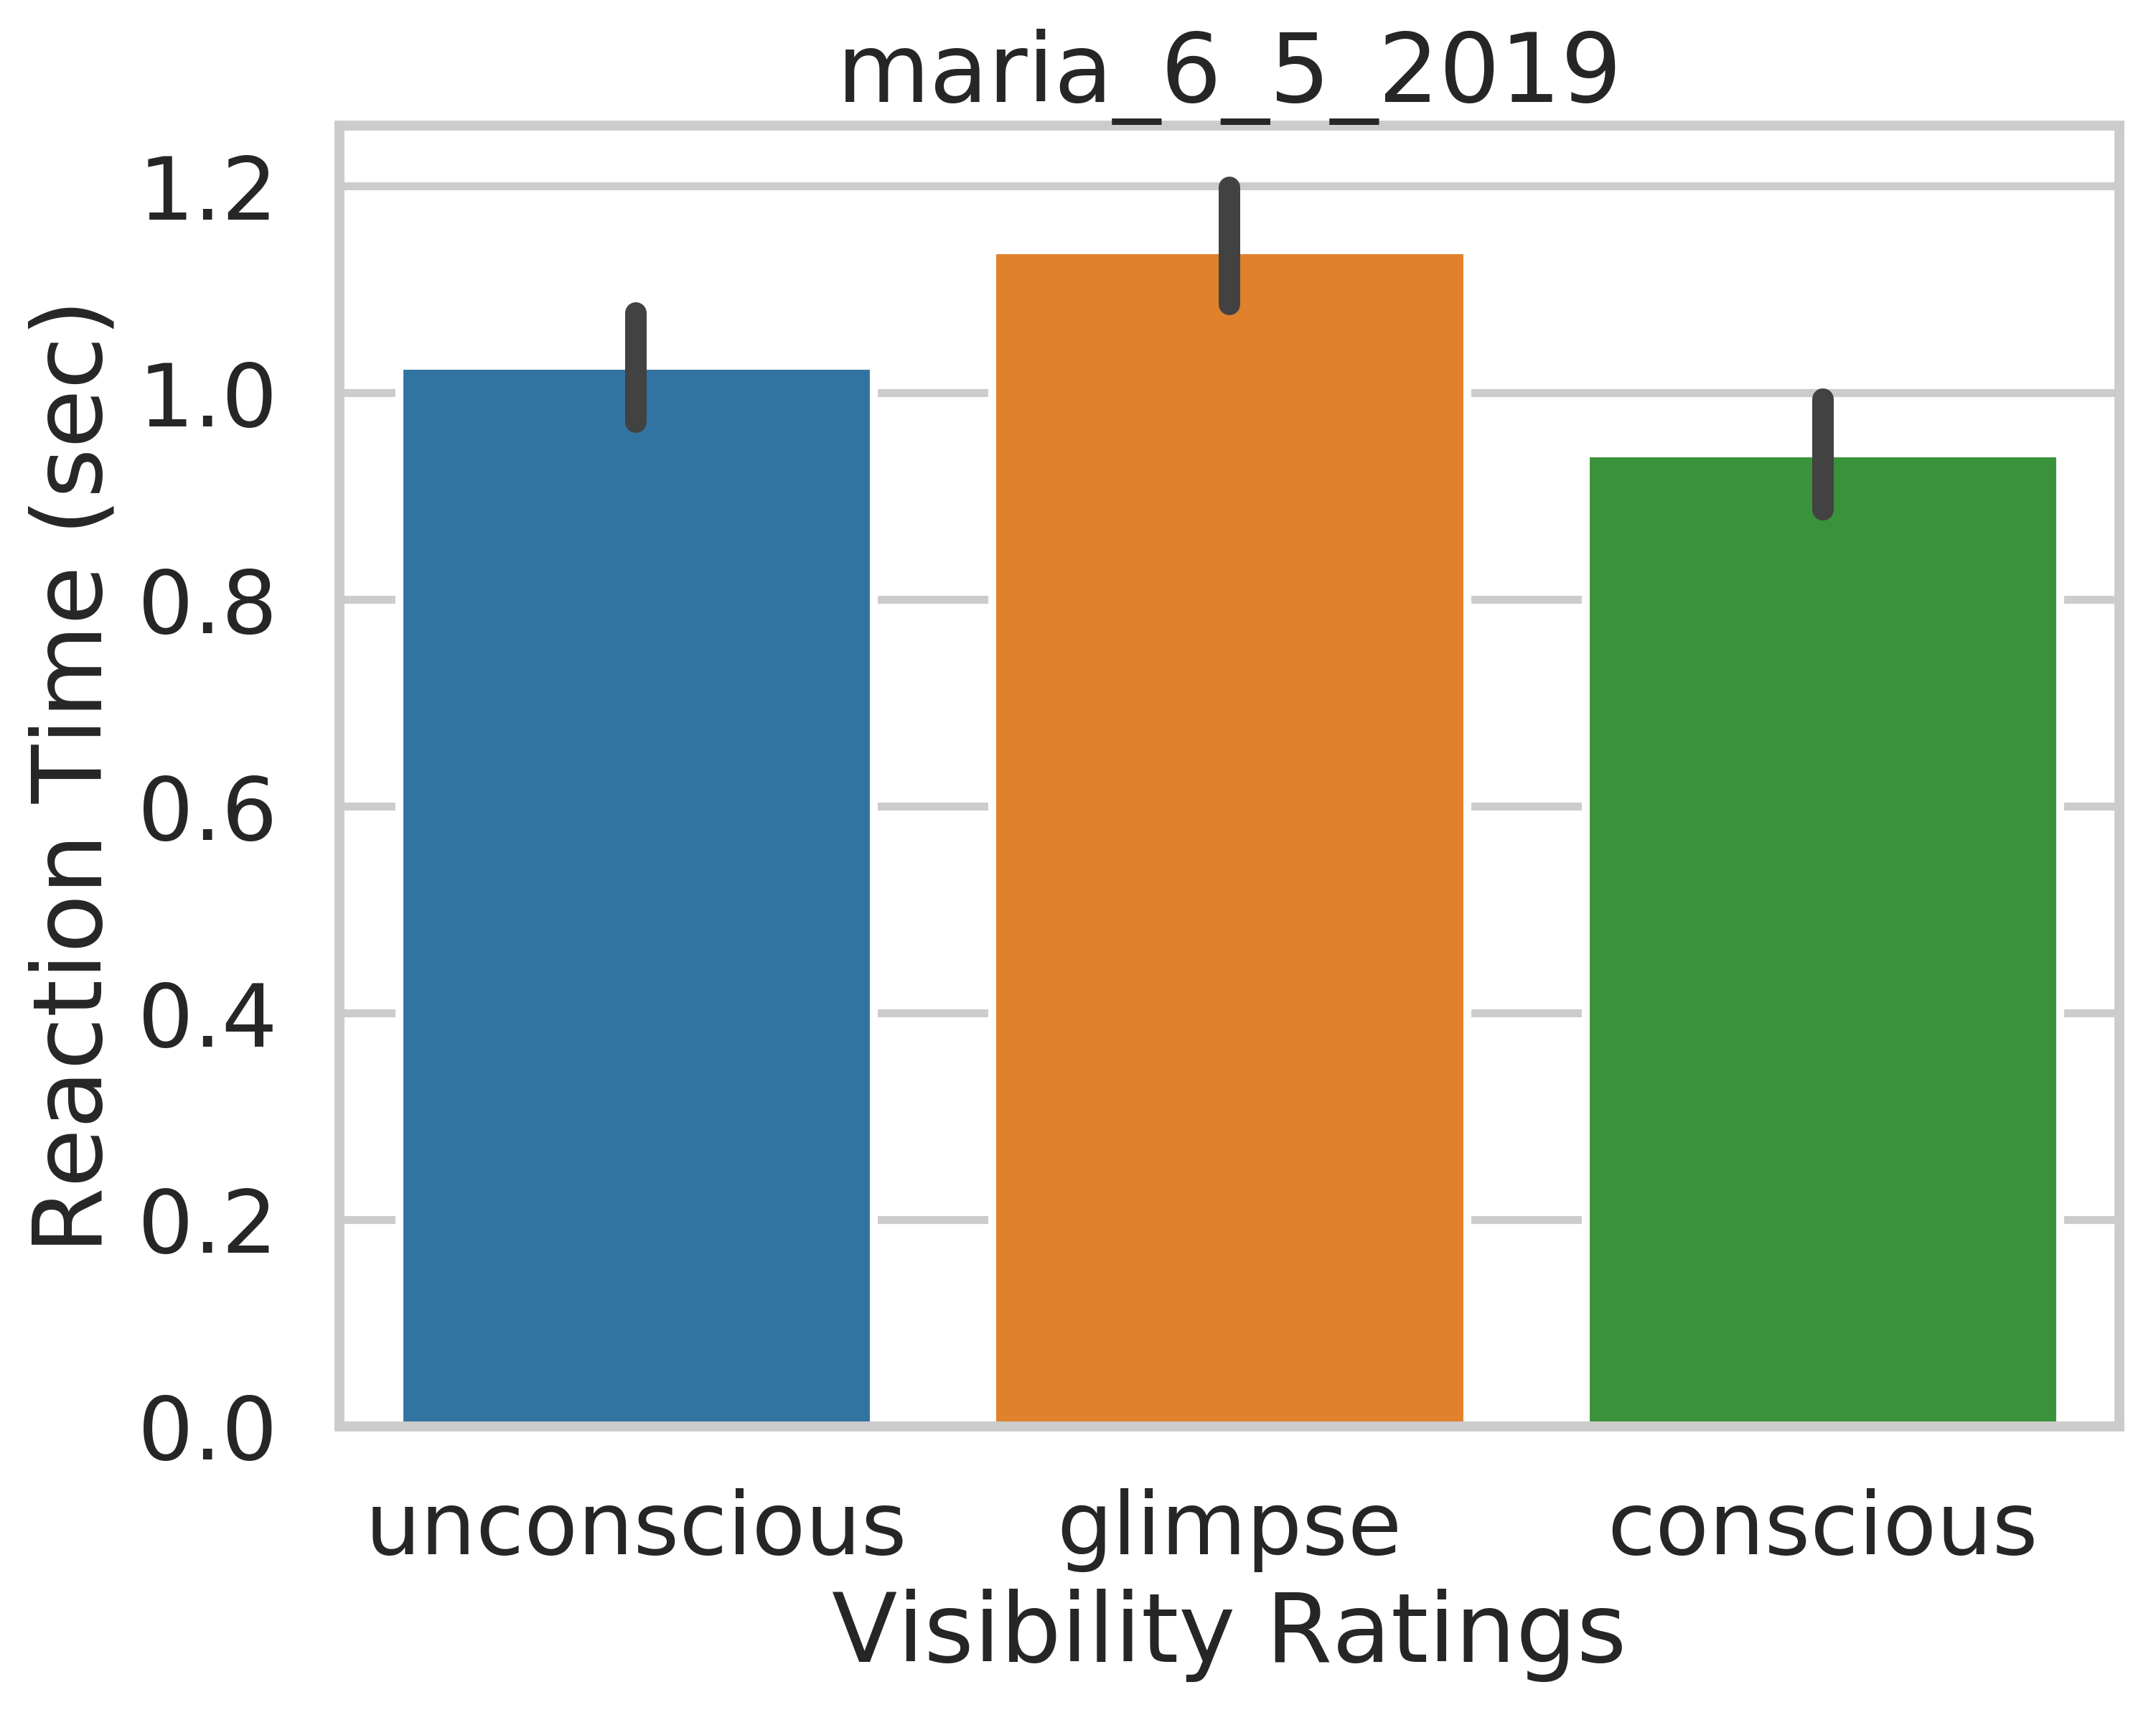 maria_6_5_2019
1.2
1.0
0.8
0.6
0.4
0.2
0.0
Reaction Time (sec)
unconscious glimpse conscious
Visibility Ratings